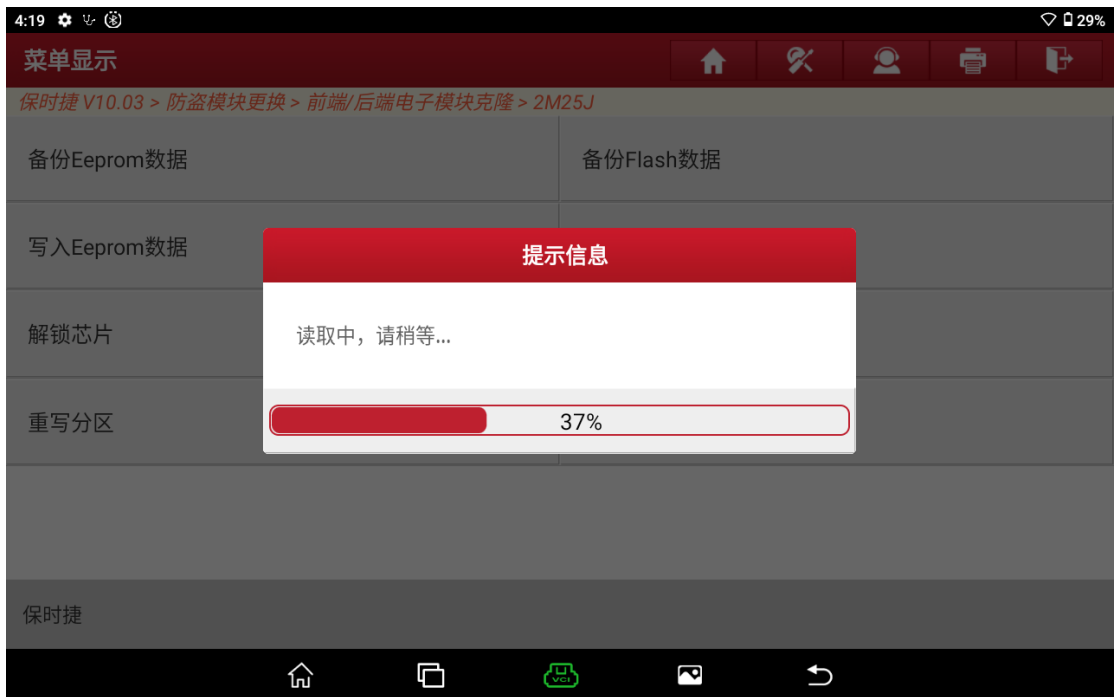 4:19 29%
菜单显示
保时捷 V10.03 > 防盗模块更换 > 前端/后端电子模块克隆 > 2M25J
备份Eeprom数据 备份Flash数据
写入Eeprom数据
提示信息
解锁芯片
读取中，请稍等...
重写分区
37%
保时捷
VCI